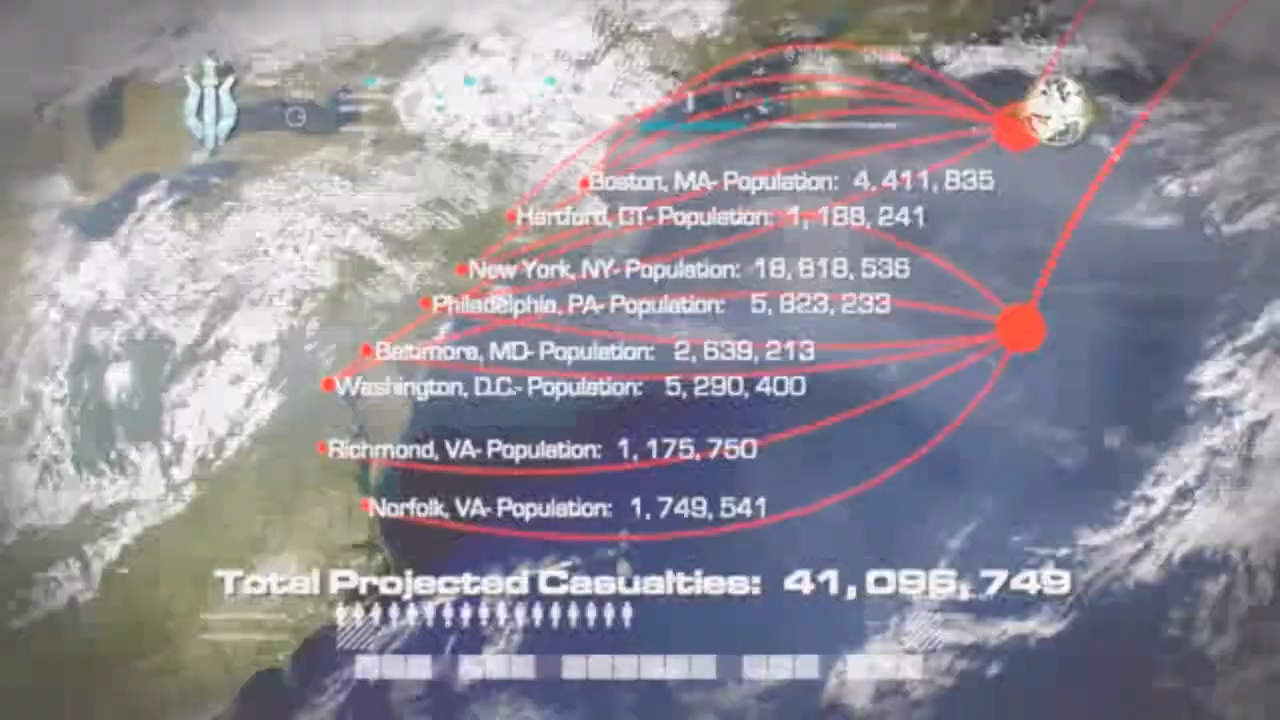 Boston, MA- Population: 4, 411, 835
Hartford, CT- Population: 1, 188, 241
New York, NY- Population: 18, 818, 536
Philadelphia, PA- Population: 5, 823, 233
Baltimore, MD- Population: 2, 639, 213
Washington, D.C.- Population: 5, 290, 400
Richmond, VA- Population: 1, 175, 750
Norfolk, VA- Population: 1, 749, 541
Total Projected Casualties: 41, 096, 749